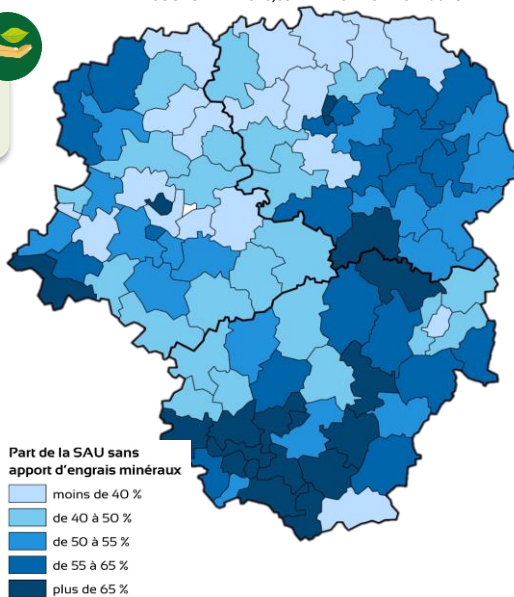 Part de la SAU sans
apport d'engrais minéraux
moins de 40 %
de 40 à 50 %
de 50 à 55 %
de 55 à 65 %
plus de 65 %